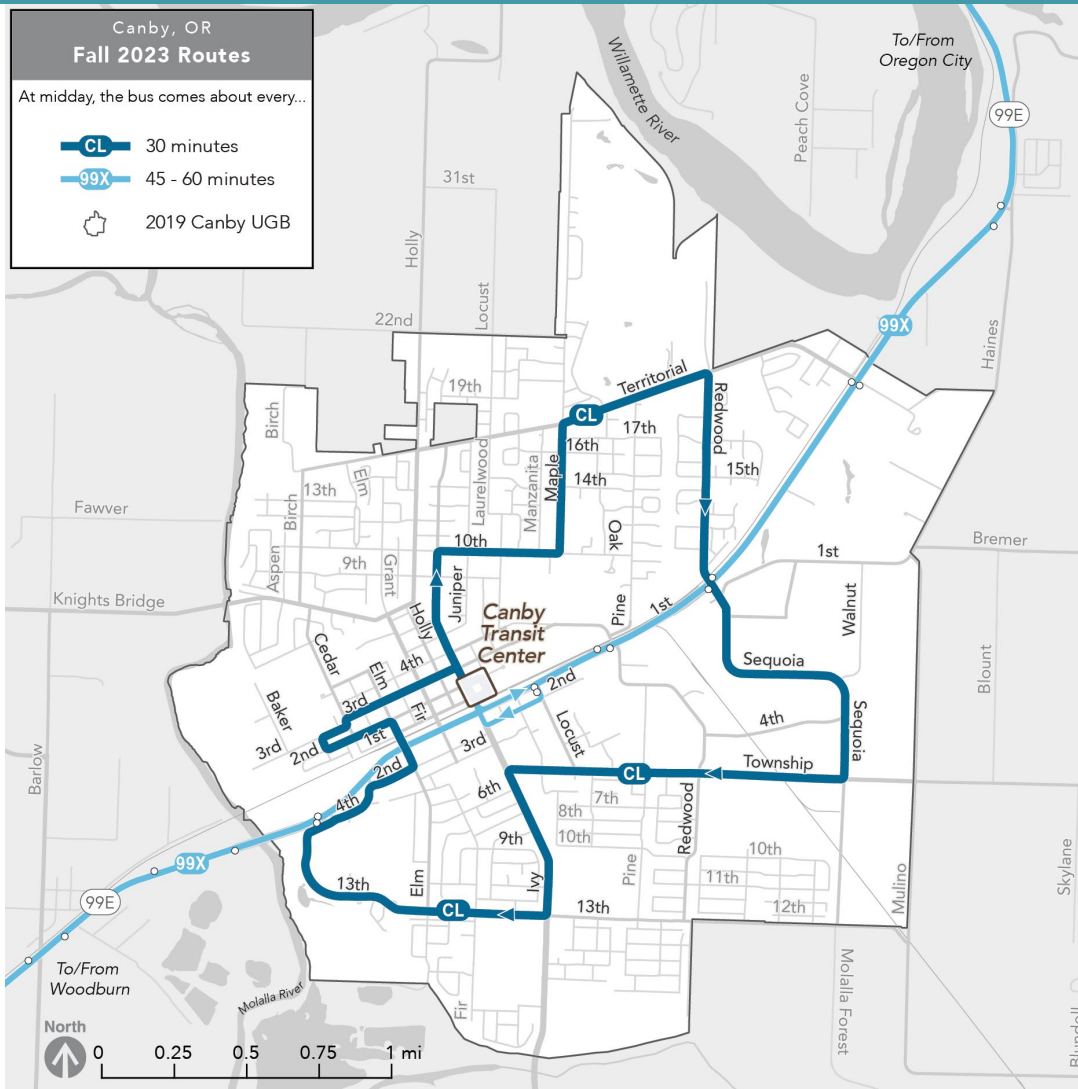 Canby, OR
Fall 2023 Routes
At midday, the bus comes about every...
CL 30 minutes
99X 45 - 60 minutes
2019 Canby UGB
To/From
Oregon City
Willamette River
Peach Cove
99E
31st
Holly
Locust
22nd
99X
Haines
19th
Territorial
Redwood
CL
17th
16th
Birch
Elm
Laurelwood
Manzanita
Maple
15th
14th
13th
Birch
Fawver
Oak
10th
1st
Bremer
Aspen
9th
Grant
Juniper
Knights Bridge
Holly
Pine
1st
Walnut
Canby
Transit
Center
Cedar
4th
Elm
Sequoia
Blount
3rd
Fir
2nd
Baker
Locust
4th
Sequoia
3rd
2nd
1st
3rd
2nd
Township
Barlow
CL
6th
7th
4th
8th
Redwood
9th
10th
10th
99X
Pine
11th
Skylane
13th
Elm
Ivy
Mulino
99E
CL
13th
12th
To/From
Woodburn
Molalla River
Fir
Molalla Forest
Blundell
North
0 0.25 0.5 0.75 1 mi